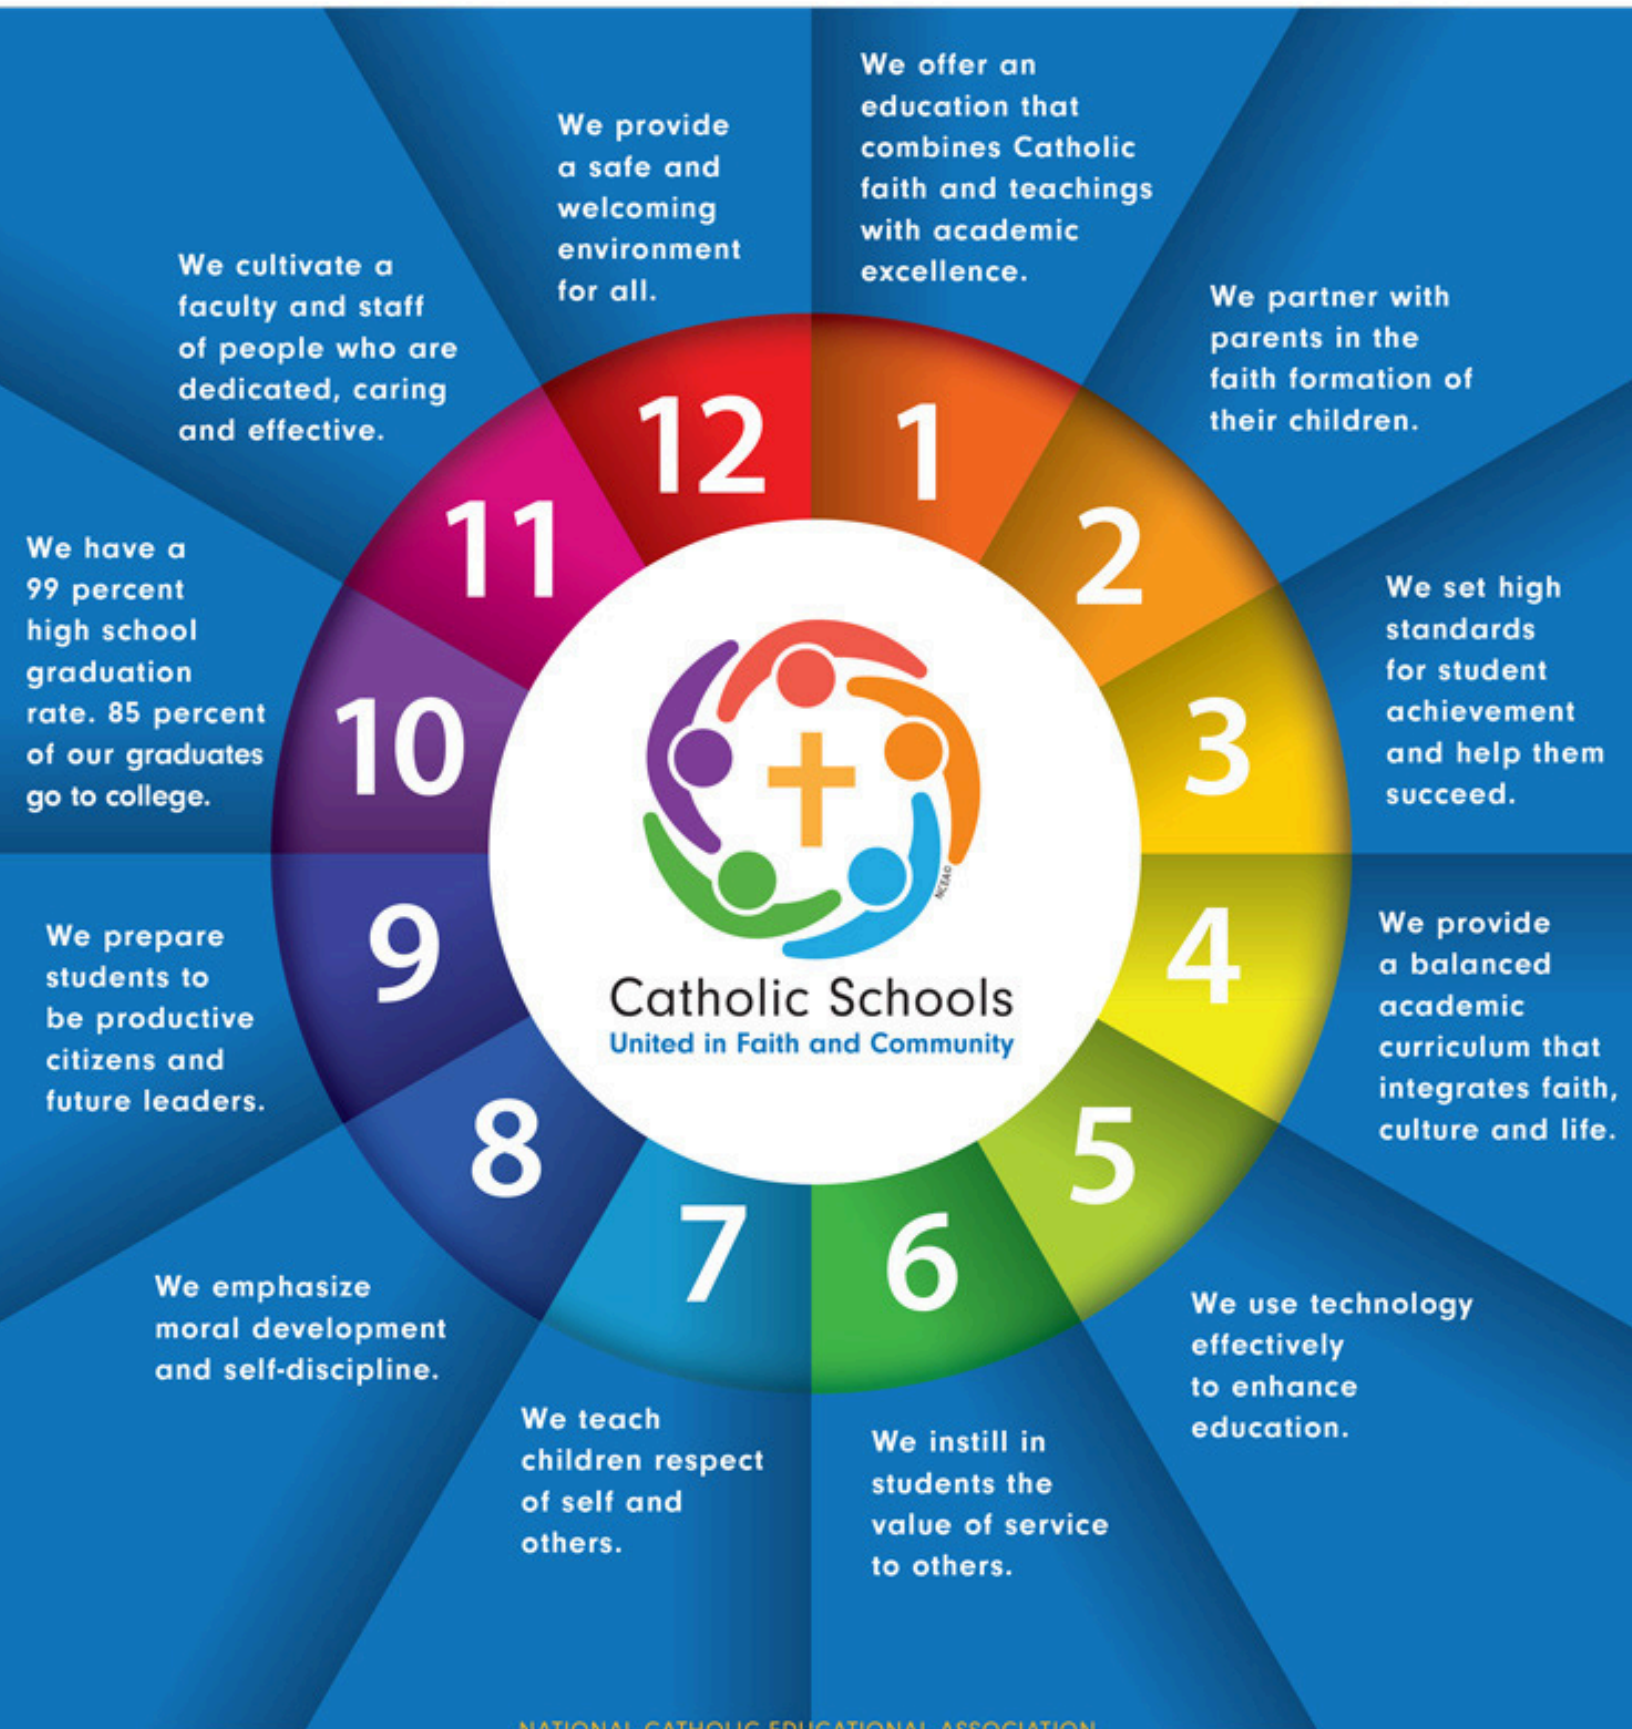 1
We offer an
education that
combines Catholic
faith and teachings
with academic
excellence.
2
We partner with
parents in the
faith formation of
their children.
3
We set high
standards
for student
achievement
and help them
succeed.
4
We provide
a balanced
academic
curriculum that
integrates faith,
culture and life.
5
We use technology
effectively
to enhance
education.
6
We instill in
students the
value of service
to others.
7
We teach
children respect
of self and
others.
8
We emphasize
moral development
and self-discipline.
9
We prepare
students to
be productive
citizens and
future leaders.
10
We have a
99 percent
high school
graduation
rate. 85 percent
of our graduates
go to college.
11
We cultivate a
faculty and staff
of people who are
dedicated, caring
and effective.
12
We provide
a safe and
welcoming
environment
for all.
Catholic Schools
United in Faith and Community
NATIONAL CATHOLIC EDUCATIONAL ASSOCIATION